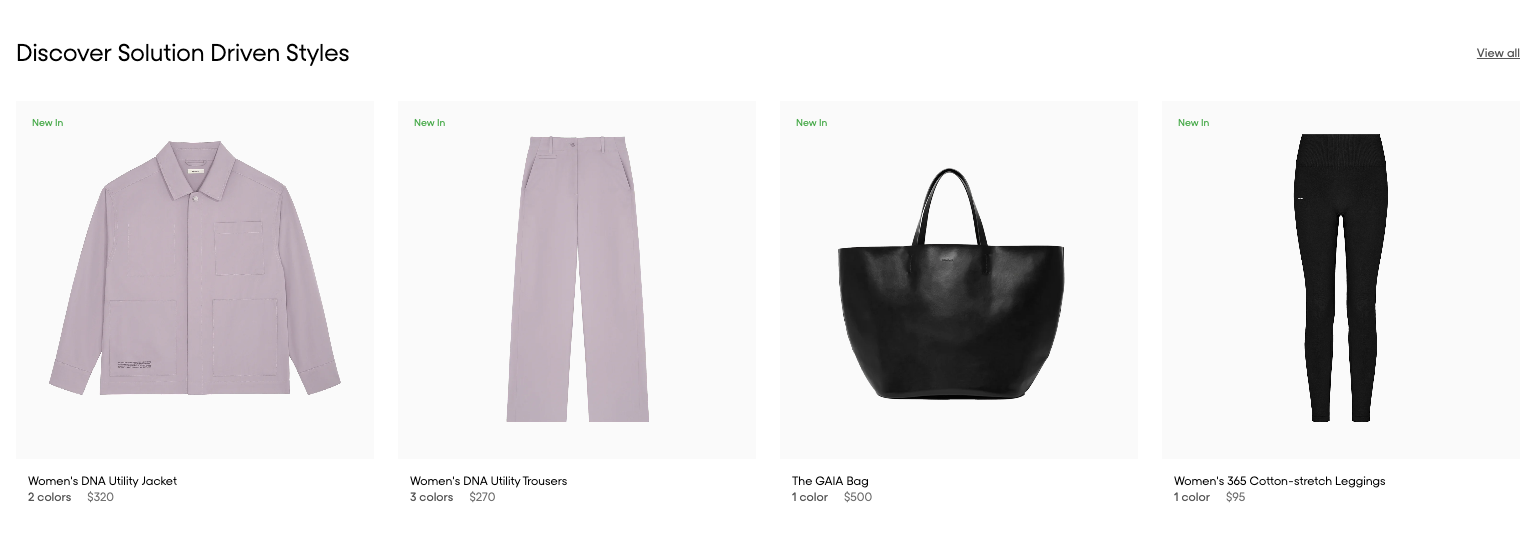 Discover Solution Driven Styles
View all
New In
New In
New In
New In
Women's DNA Utility Jacket
2 colors $320
Women's DNA Utility Trousers
3 colors $270
The GAIA Bag
1 color $500
Women's 365 Cotton-stretch Leggings
1 color $95